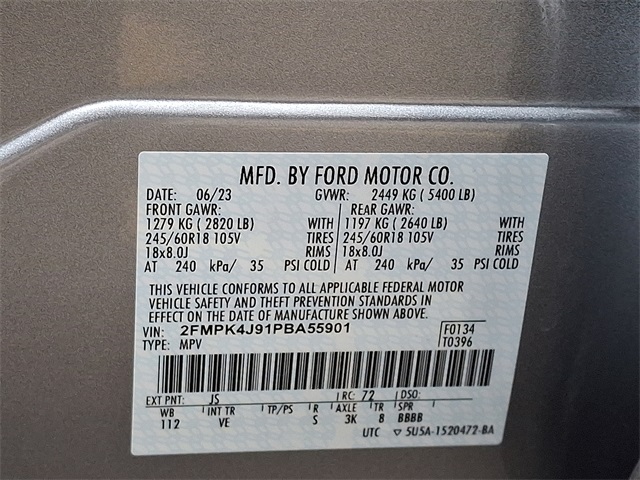 MFD. BY FORD MOTOR CO.
DATE: 06/23 GVWR: 2449 KG ( 5400 LB)
FRONT GAWR: REAR GAWR:
1279 KG ( 2820 LB) WITH 1197 KG ( 2640 LB) WITH
245/60R18 105V TIRES 245/60R18 105V TIRES
18x8.0J RIMS 18x8.0J RIMS
AT 240 kPa/ 35 PSI COLD AT 240 kPa/ 35 PSI COLD
THIS VEHICLE CONFORMS TO ALL APPLICABLE FEDERAL MOTOR
VEHICLE SAFETY AND THEFT PREVENTION STANDARDS IN
EFFECT ON THE DATE OF MANUFACTURE SHOWN ABOVE.
VIN: 2FMPK4J91PBA55901 F0134
TYPE: MPV T0396
EXT PNT: JS RC: 72 DSO:
WB INT TR TP/PS R AXLE TR SPR
112 VE S 3K 8 BBBB
UTC ▽ 5U5A-1520472-BA